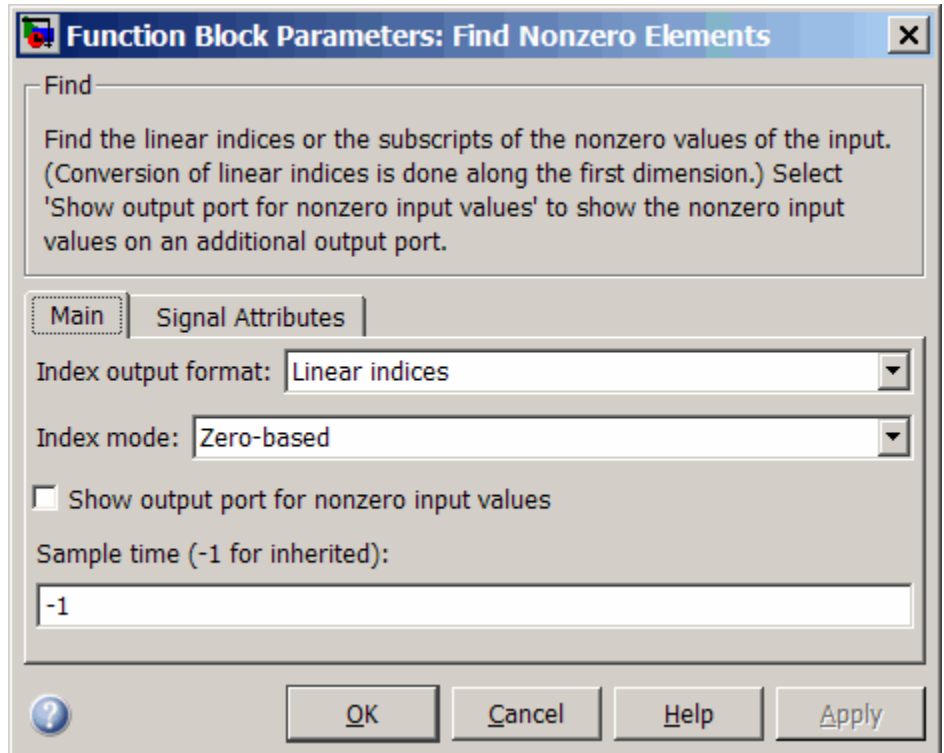 Function Block Parameters: Find Nonzero Elements
Find
Find the linear indices or the subscripts of the nonzero values of the input.
(Conversion of linear indices is done along the first dimension.) Select
'Show output port for nonzero input values' to show the nonzero input
values on an additional output port.
Main Signal Attributes
Index output format: Linear indices
Index mode: Zero-based
Show output port for nonzero input values
Sample time (-1 for inherited):
-1
? OK Cancel Help Apply